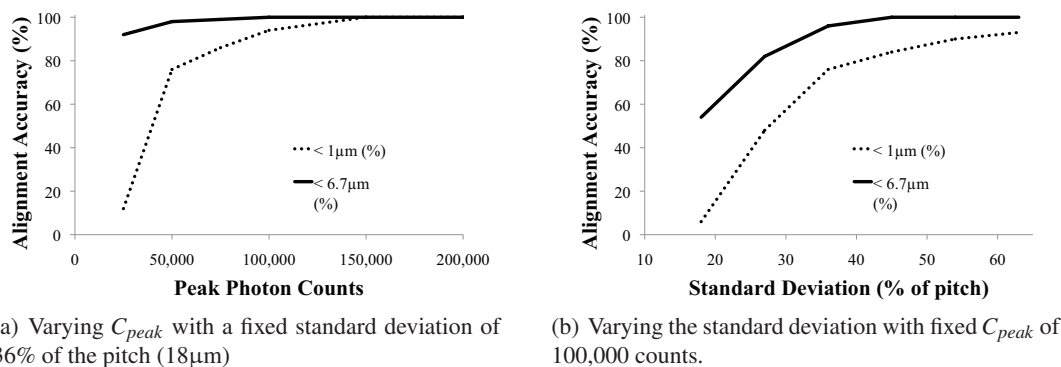 Alignment Accuracy (%)
100
80
60
40
20
0
0 50,000 100,000 150,000 200,000
Peak Photon Counts
< 1µm (%)
< 6.7µm
(%)
Alignment Accuracy (%)
100
80
60
40
20
0
10 20 30 40 50 60
Standard Deviation (% of pitch)
< 1µm (%)
< 6.7µm
(%)
a) Varying C_peak with a fixed standard deviation of
36% of the pitch (18µm)
(b) Varying the standard deviation with fixed C_peak of
100,000 counts.